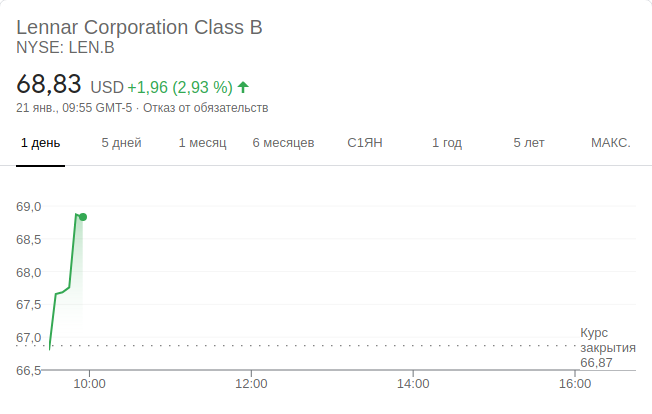 Lennar Corporation Class B
NYSE: LEN.B
68,83 USD +1,96 (2,93 %)
21 янв., 09:55 GMT-5 · Отказ от обязательств
1 день 5 дней 1 месяц 6 месяцев С1ЯН 1 год 5 лет МАКС.
69,0
68,5
68,0
67,5
67,0
66,5
Курс
закрытия
66,87
10:00 12:00 14:00 16:00